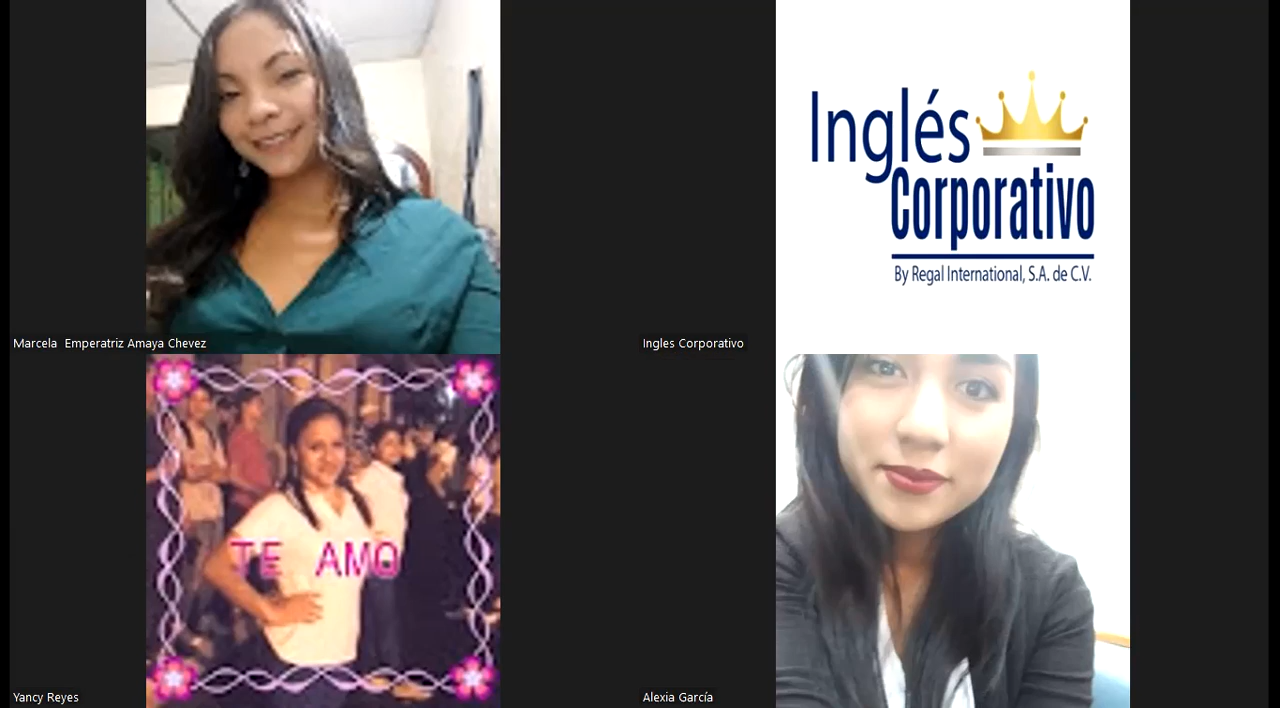 Inglés
Corporativo
By Regal International, S.A. de C.V.
Marcela  Emperatriz Amaya Chevez
Ingles Corporativo
TE AMO
Yancy Reyes
Alexia García